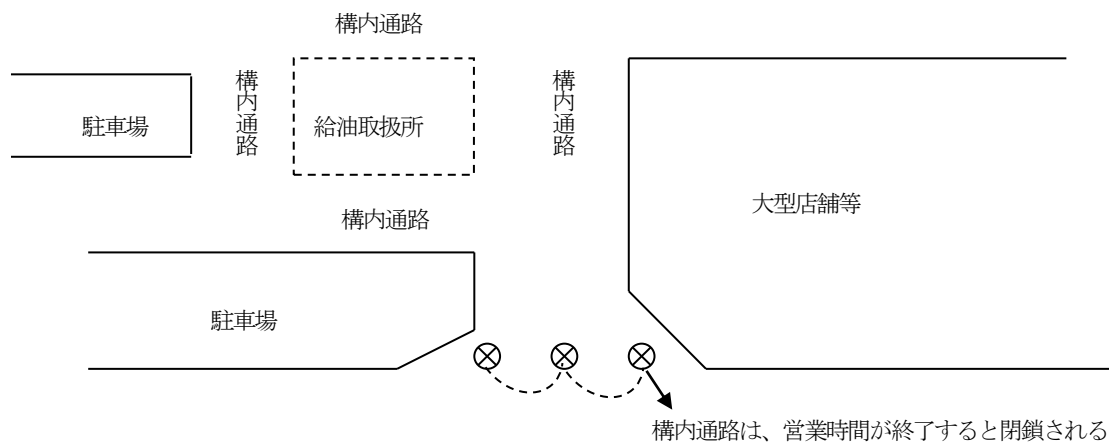 構内通路
構内通路
構内通路
駐車場
給油取扱所
大型店舗等
構内通路
駐車場
構内通路は、営業時間が終了すると閉鎖される